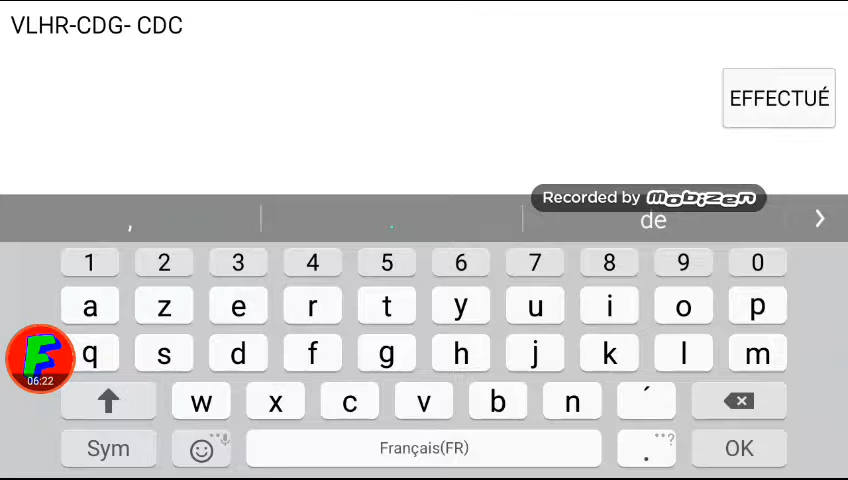 VLHR-CDG- CDC
EFFECTUÉ
Recorded by mobizen
, . de
1 2 3 4 5 6 7 8 9 0
a z e r t y u i o p
q s d f g h j k l m
F
06:22
w x c v b n ´
Sym Français(FR) . ? OK